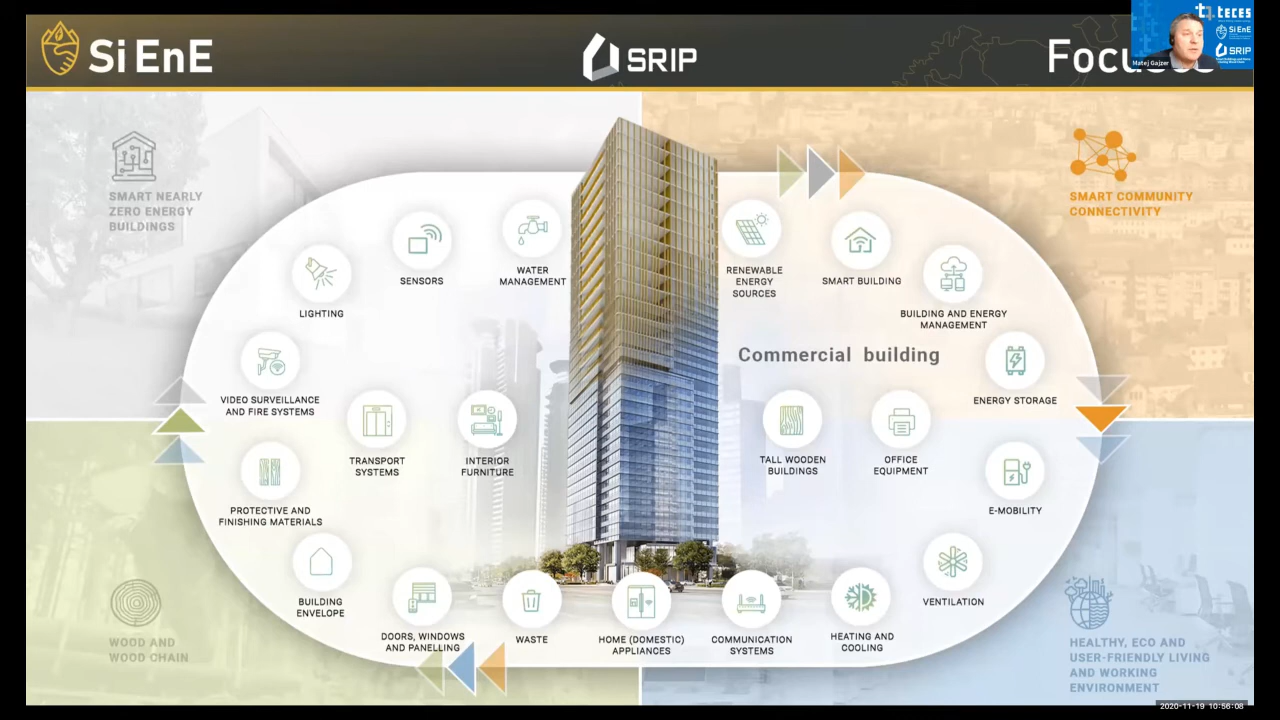 Si EnE
SRIP
Matej Gajzer
teces
Si EnE
SRIP
SMART NEARLY
ZERO ENERGY
BUILDINGS
SMART COMMUNITY
CONNECTIVITY
LIGHTING
SENSORS
WATER
MANAGEMENT
RENEWABLE
ENERGY
SOURCES
SMART BUILDING
BUILDING AND ENERGY
MANAGEMENT
Commercial building
VIDEO SURVEILLANCE
AND FIRE SYSTEMS
ENERGY STORAGE
TRANSPORT
SYSTEMS
INTERIOR
FURNITURE
TALL WOODEN
BUILDINGS
OFFICE
EQUIPMENT
PROTECTIVE AND
FINISHING MATERIALS
E-MOBILITY
BUILDING
ENVELOPE
VENTILATION
DOORS, WINDOWS
AND PANELLING
WASTE
HOME (DOMESTIC)
APPLIANCES
COMMUNICATION
SYSTEMS
HEATING AND
COOLING
WOOD AND
WOOD CHAIN
HEALTHY, ECO AND
USER-FRIENDLY LIVING
AND WORKING
ENVIRONMENT
2020-11-19 10:56:08